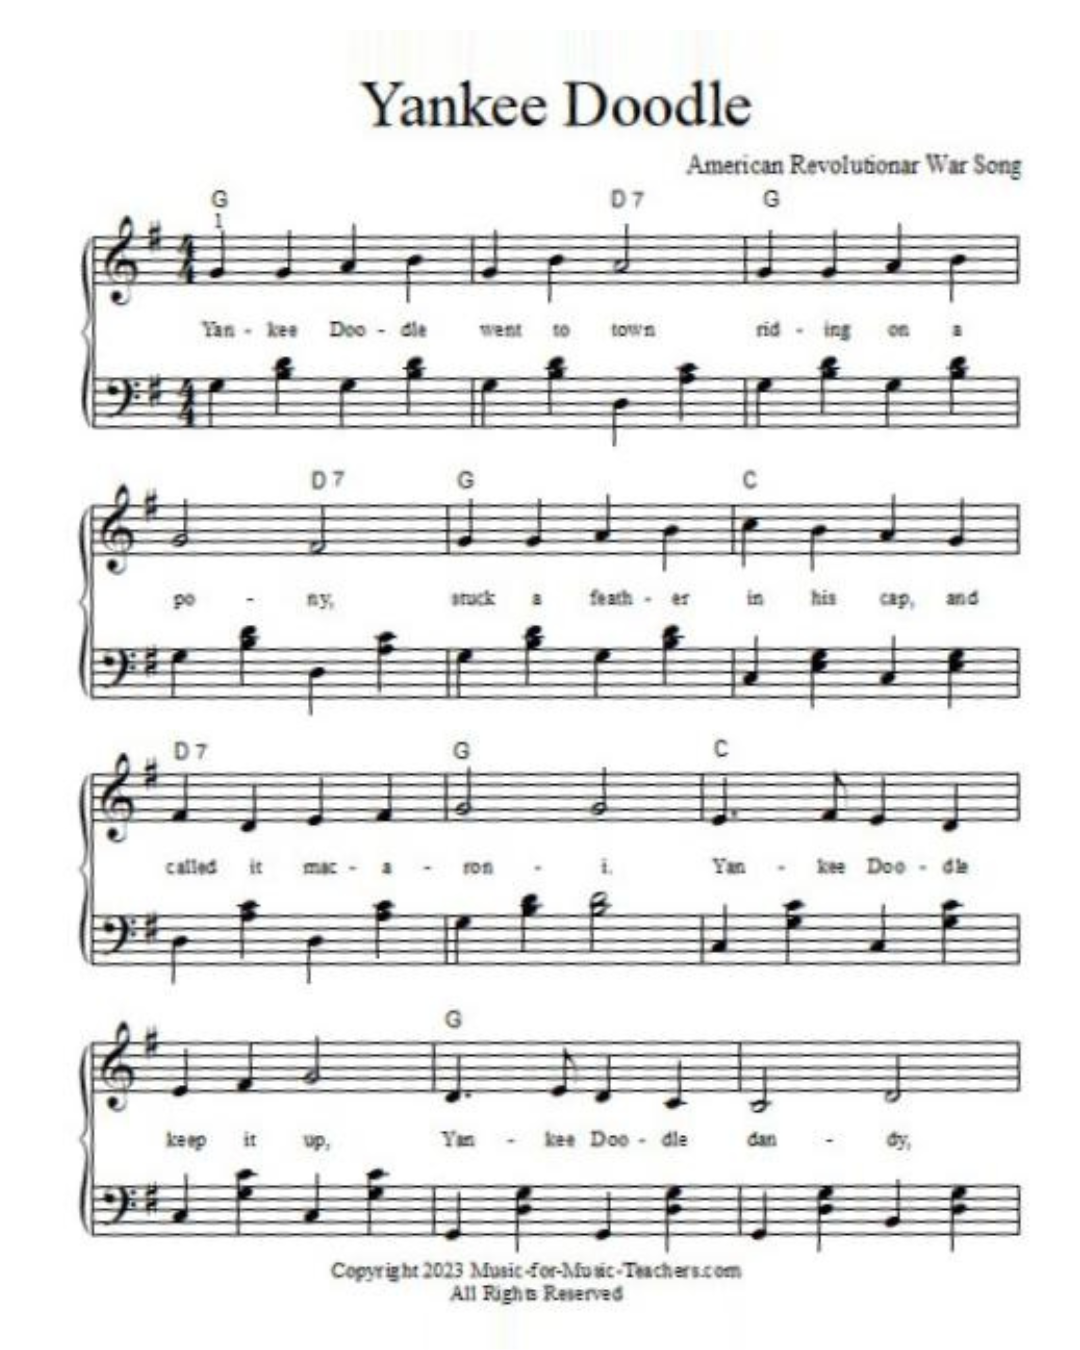 Yankee Doodle
American Revolutionar War Song
G D 7 G
1
4 4
Yan - kee Doo - dle went to town rid - ing on a
4 4
D 7 G C
po - ny, stuck a feath - er in his cap, and
D 7 G C
called it mac - a - ron - i. Yan - kee Doo - dle
G
keep it up, Yan - kee Doo - dle dan - dy,
Copyright 2023 Music-for-Music-Teachers.com
All Rights Reserved